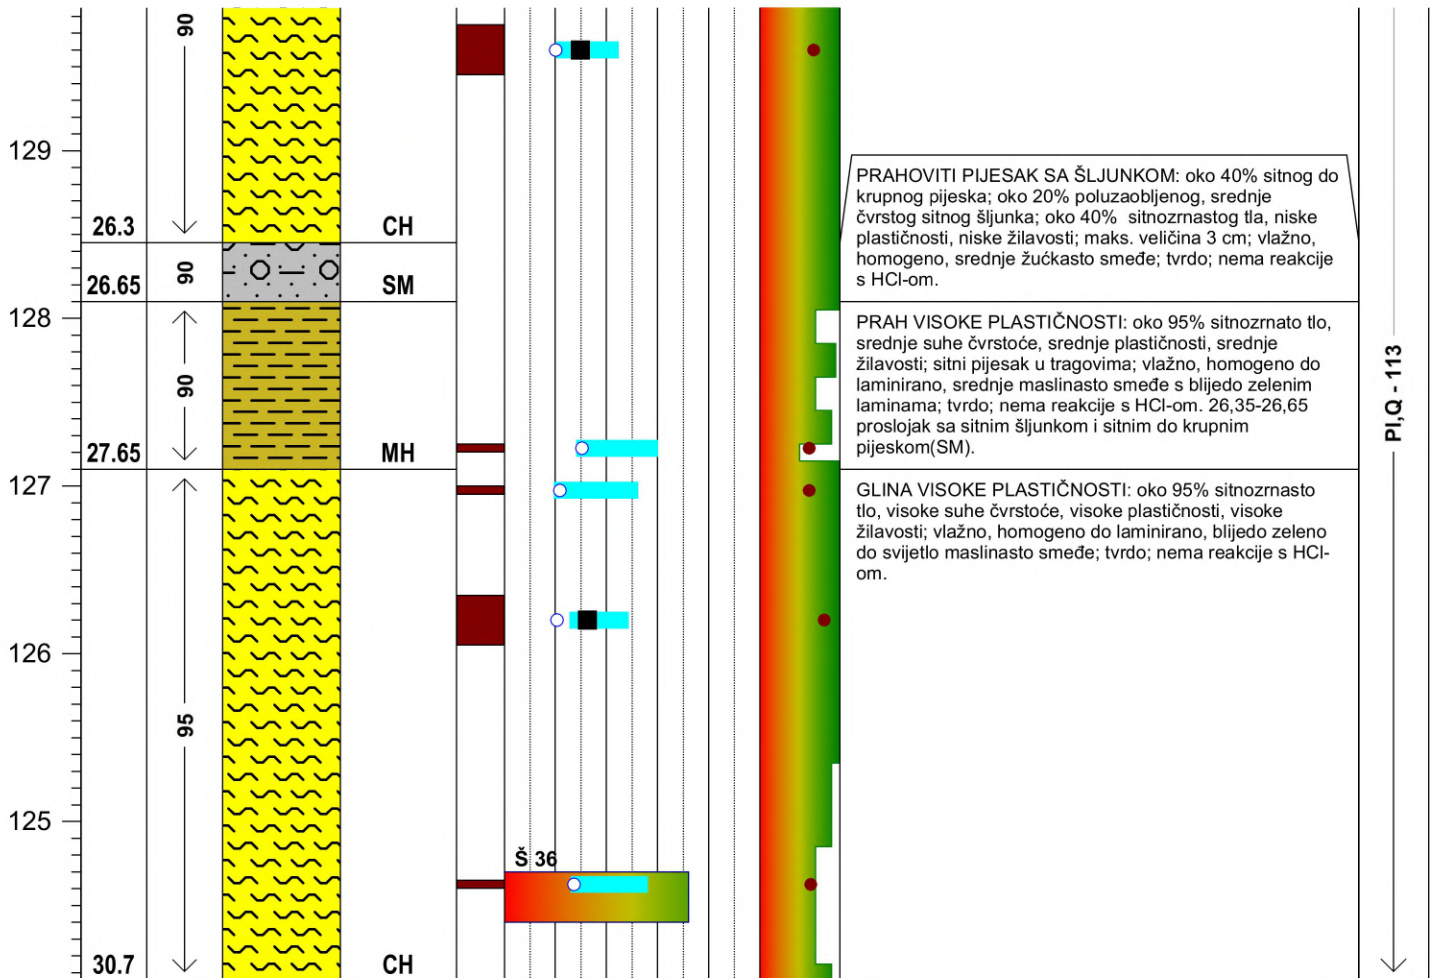 90
129
PRAHOVITI PIJESAK SA ŠLJUNKOM: oko 40% sitnog do
krupnog pijeska; oko 20% poluzaobljenog, srednje
čvrstog sitnog šljunka; oko 40% sitnozrnastog tla, niske
plastičnosti, niske žilavosti; maks. veličina 3 cm; vlažno,
homogeno, srednje žućkasto smeđe; tvrdo; nema reakcije
s HCl-om.
26.3
CH
90
26.65
SM
128
PRAH VISOKE PLASTIČNOSTI: oko 95% sitnozrnato tlo,
srednje suhe čvrstoće, srednje plastičnosti, srednje
žilavosti; sitni pijesak u tragovima; vlažno, homogeno do
laminirano, srednje maslinasto smeđe s blijedo zelenim
laminama; tvrdo; nema reakcije s HCl-om. 26,35-26,65
proslojak sa sitnim šljunkom i sitnim do krupnim
pijeskom(SM).
90
27.65
MH
Pl,Q - 113
127
GLINA VISOKE PLASTIČNOSTI: oko 95% sitnozrnasto
tlo, visoke suhe čvrstoće, visoke plastičnosti, visoke
žilavosti; vlažno, homogeno do laminirano, blijedo zeleno
do svijetlo maslinasto smeđe; tvrdo; nema reakcije s HCl-
om.
126
95
125
Š 36
30.7
CH